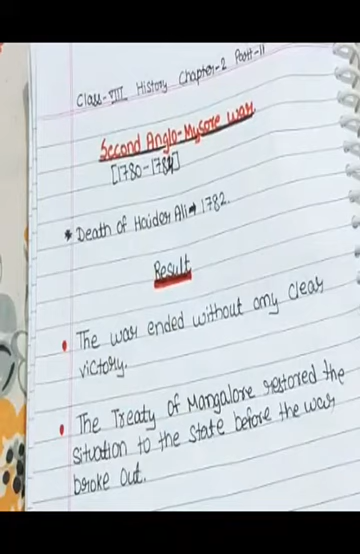 Class-VIII History Chapter-2 Part-II
Second Anglo-Mysore war
[1780-1784]
* Death of Haider Ali → 1782.
Result
• The war ended without any clear
victory.
• The Treaty of Mangalore restored the
situation to the state before the war
broke out.